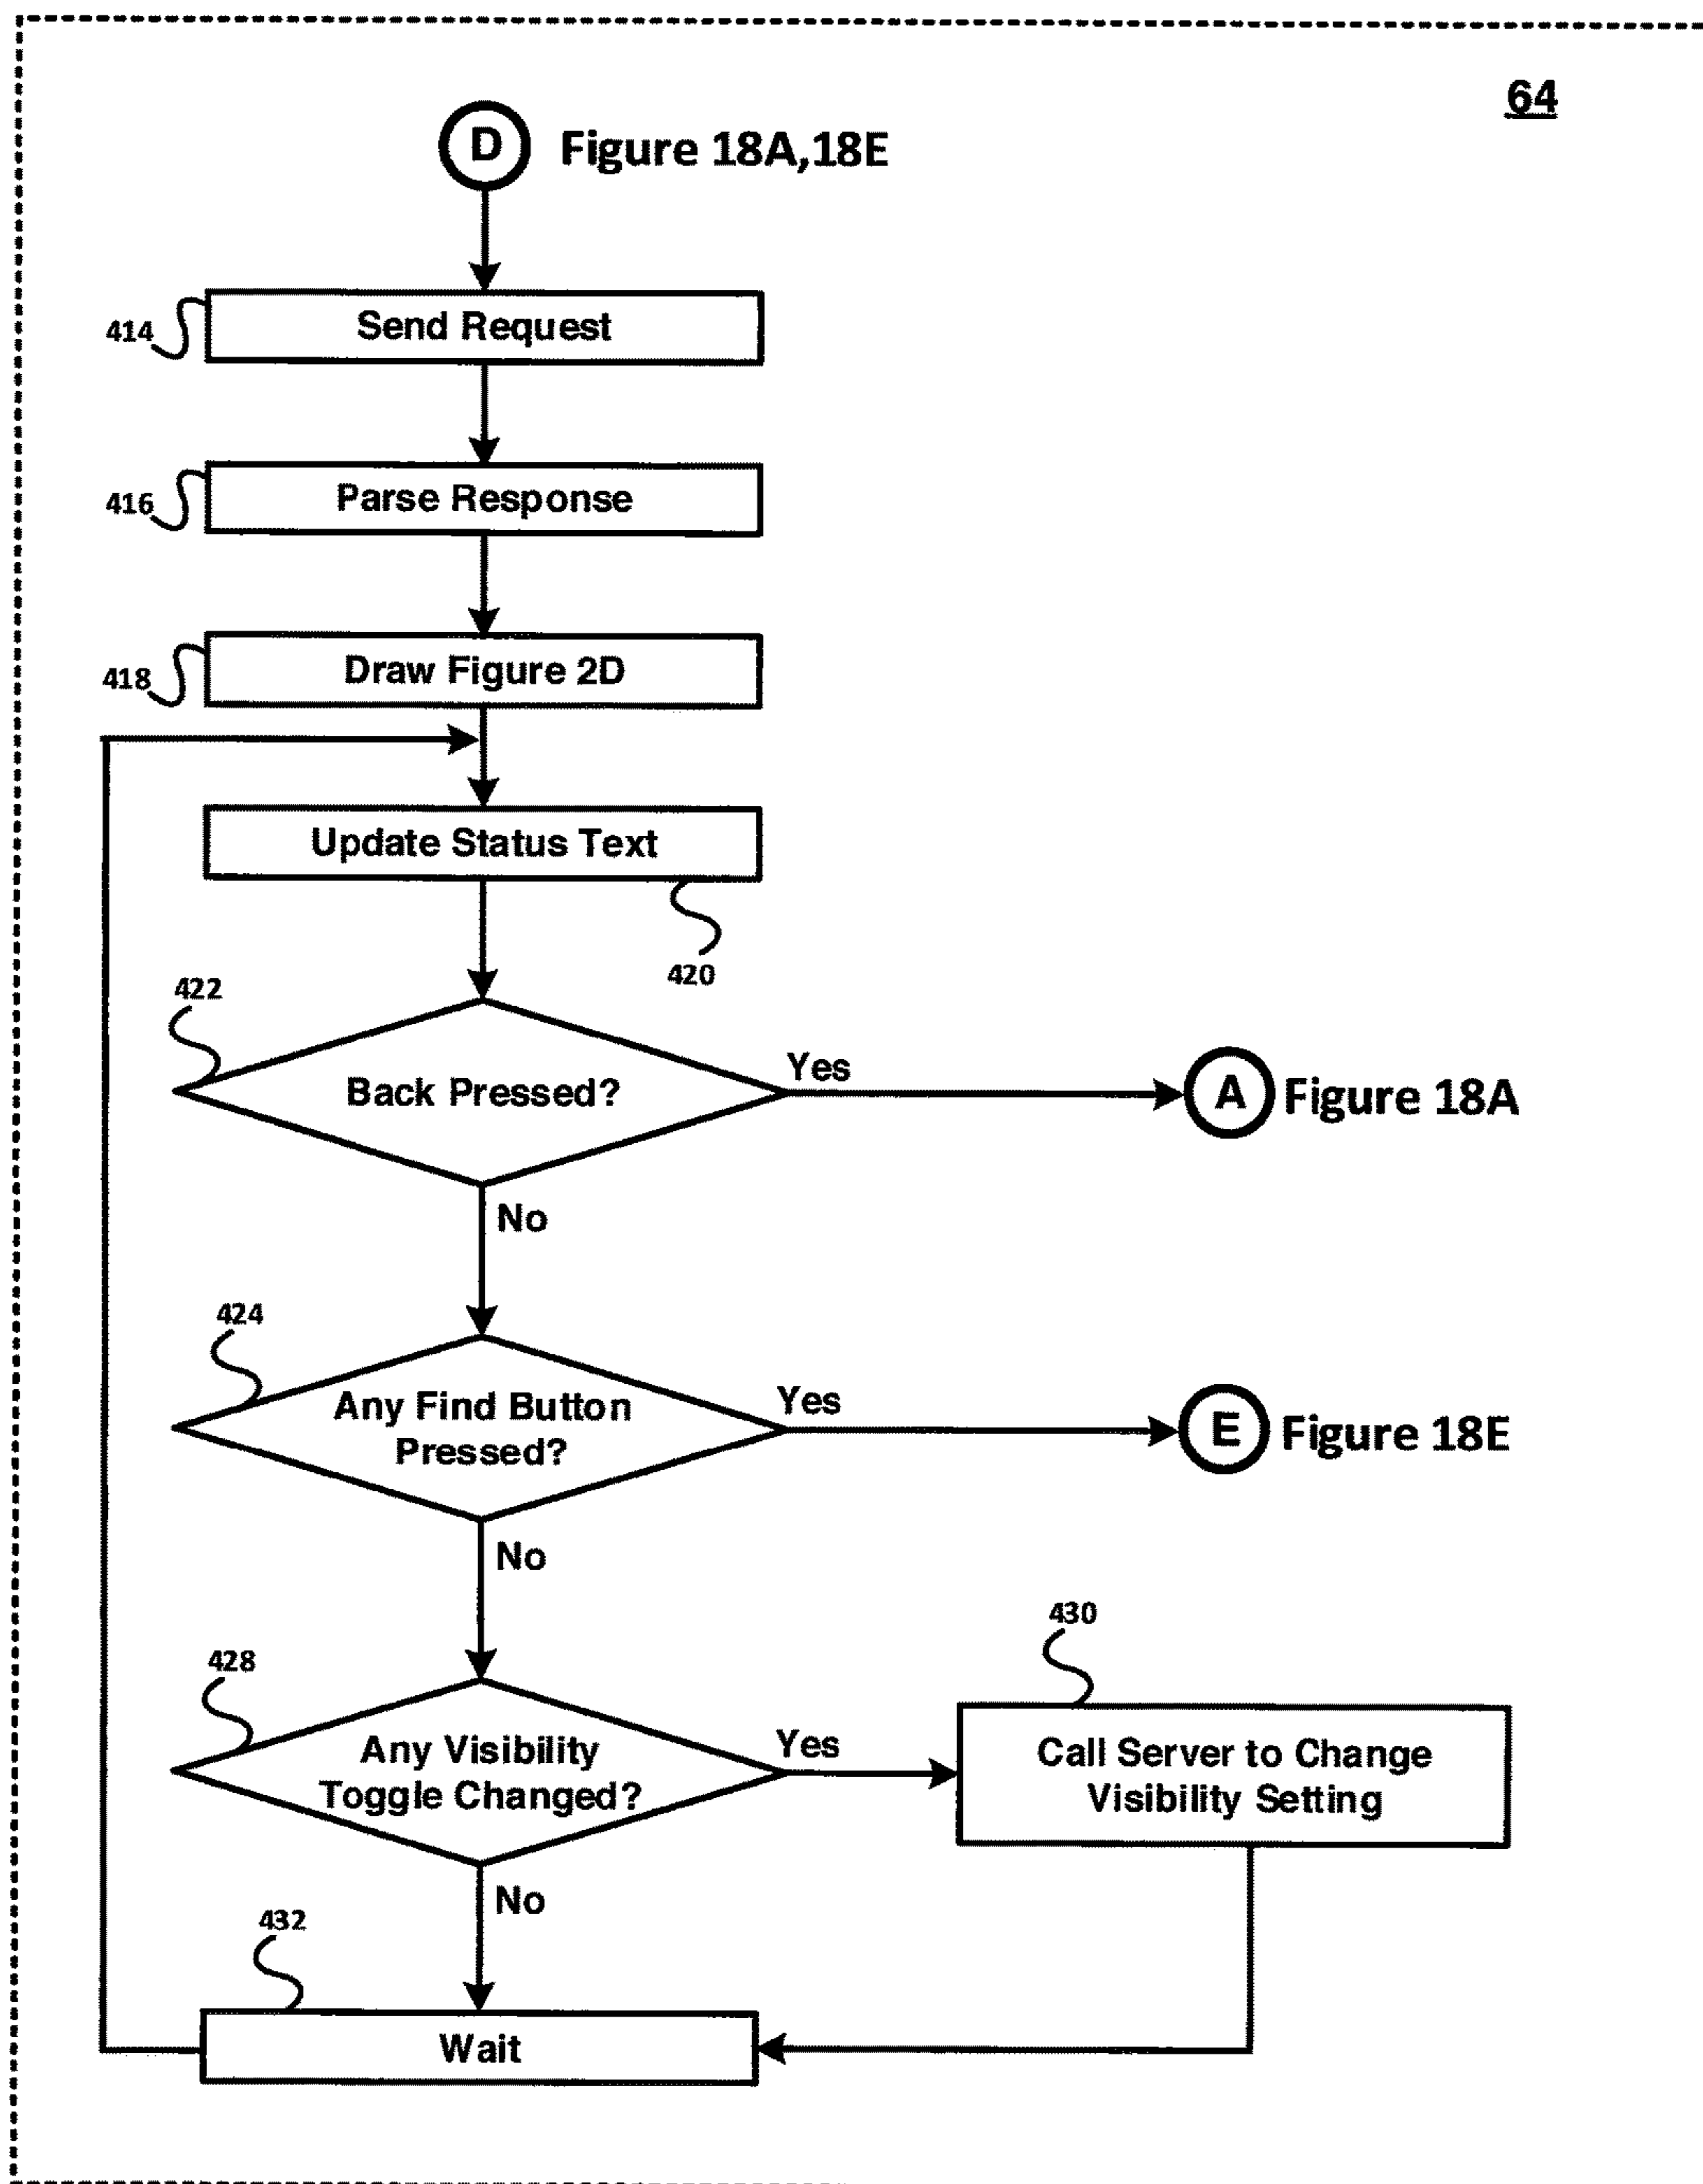 64
D Figure 18A,18E
414 Send Request
416 Parse Response
418 Draw Figure 2D
Update Status Text
420
422
Back Pressed?
Yes
A Figure 18A
No
424
Any Find Button
Pressed?
Yes
E Figure 18E
No
428
Any Visibility
Toggle Changed?
Yes
430
Call Server to Change
Visibility Setting
No
432
Wait